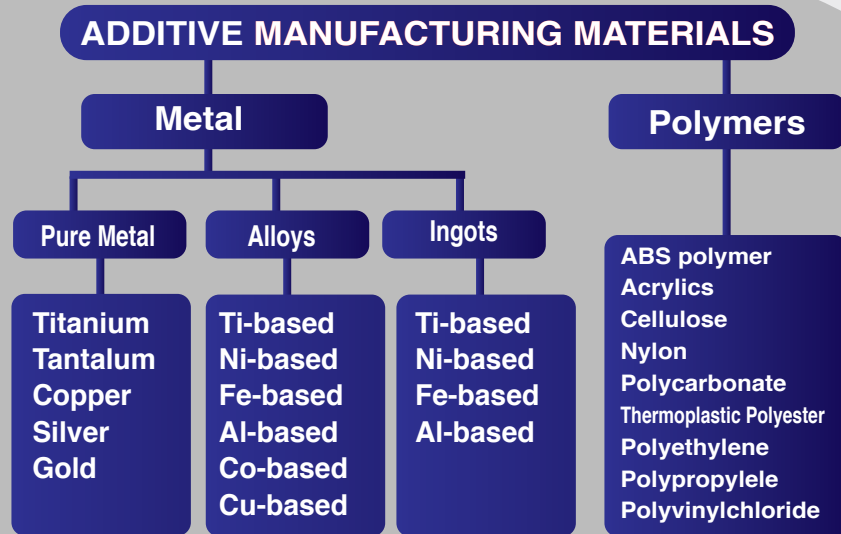 ADDITIVE MANUFACTURING MATERIALS
Metal
Polymers
Pure Metal
Alloys
Ingots
Titanium
Tantalum
Copper
Silver
Gold
Ti-based
Ni-based
Fe-based
Al-based
Co-based
Cu-based
Ti-based
Ni-based
Fe-based
Al-based
ABS polymer
Acrylics
Cellulose
Nylon
Polycarbonate
Thermoplastic Polyester
Polyethylene
Polypropylele
Polyvinylchloride